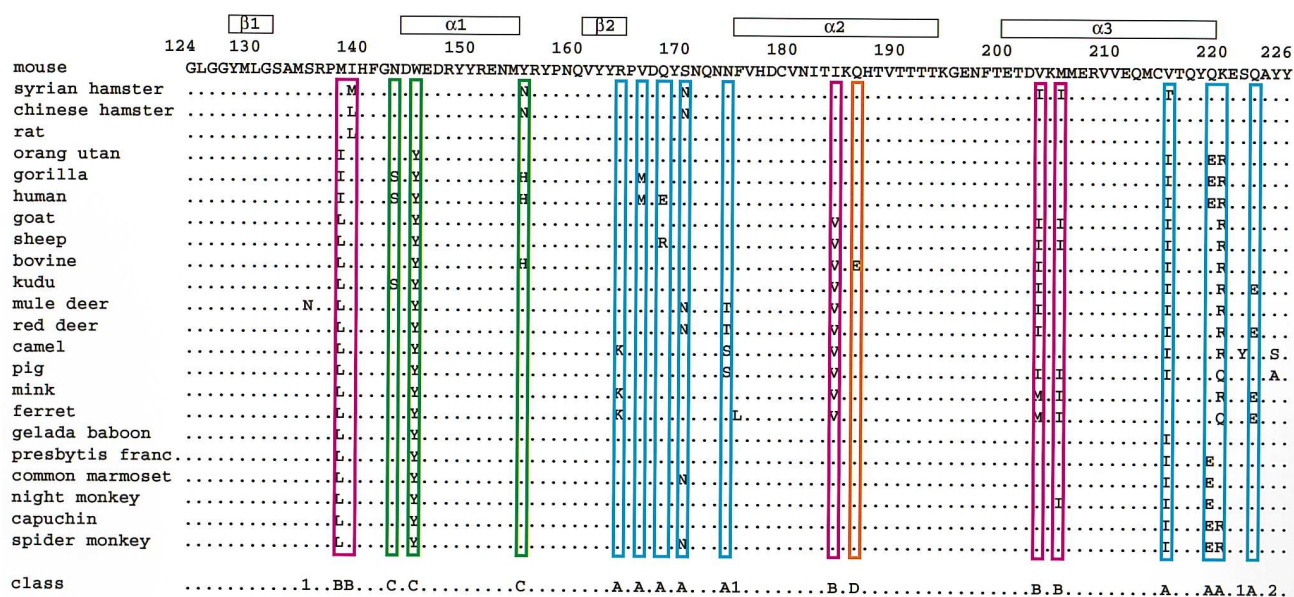 β1 α1 β2 α2 α3
124 130 140 150 160 170 180 190 200 210 220 226
mouse GLGGYMLGSAMSRPMIHFGNDWEDRYYRENMYRYPNQVYYRPVDQYSNQNNFVHDCVNITIKQHTVTTTTKGENFTETDVKMMERVVEQMCVTQYQKESQAYY
syrian hamster ...............M...............N..............N................................I.I.........T...........
chinese hamster ...............L...............N..............N........................................................
rat ...............L.......................................................................................
orang utan ..............I......Y.....................................................................I...ER......
gorilla ..............I....S.Y.........H..........M................................................I...ER......
human ..............I....S.Y.........H..........M.E..............................................I...ER......
goat ..............L......Y......................................V..................I.I.........I....R......
sheep ..............L......Y......................R...............V..................I.I.........I....R......
bovine ..............L......Y.........H............................V.E................I...........I....R......
kudu ..............L....S.Y......................................V..................I...........I....R..E...
mule deer ...........N..L......Y........................N...T.........V..................I...........I....R......
red deer ..............L......Y........................N...T.........V..................I...........I....R..E...
camel ..............L......Y..................K.........S.........V..............................I....R.Y..S.
pig ..............L......Y............................S.........V..................I.I.........I....Q....A.
mink ..............L......Y..................K...................V..................M.I..............R..E...
ferret ..............L......Y..................K..........L........V..................M.I..............Q..E...
gelada baboon ..............L......Y.....................................................................I...........
presbytis franc. ..............L......Y.....................................................................I...E.......
common marmoset ..............L......Y........................N............................................I...E.......
night monkey ..............L......Y...........................................................I.........I...E.......
capuchin ..............L......Y.....................................................................I...ER......
spider monkey ..............L......Y........................N............................................I...ER......
class ...........1..BB...C.C.........C........A.A.A.A...A1........B.D................B.B.........A...AA.1A.2.